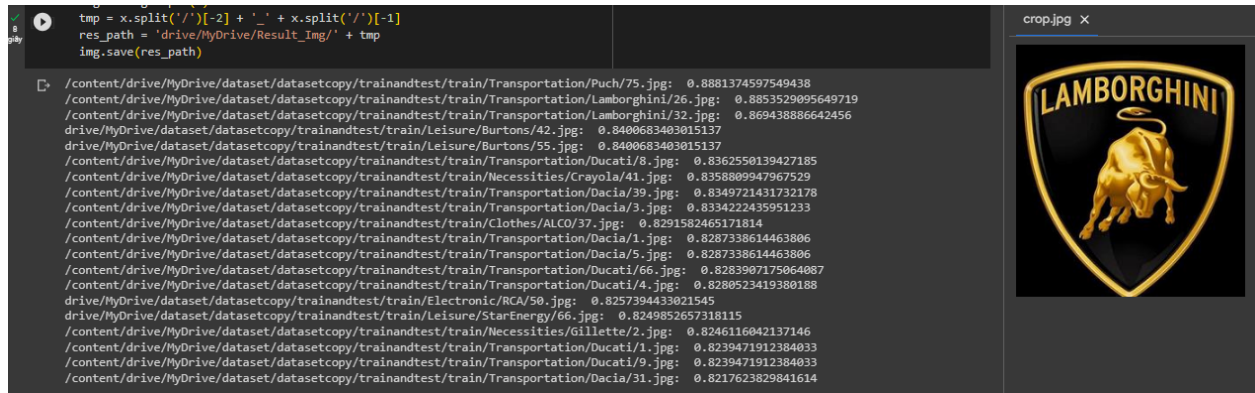 8
giây
tmp = x.split('/')[-2] + '_' + x.split('/')[-1]
res_path = 'drive/MyDrive/Result_Img/' + tmp
img.save(res_path)
/content/drive/MyDrive/dataset/datasetcopy/trainandtest/train/Transportation/Puch/75.jpg: 0.8881374597549438
/content/drive/MyDrive/dataset/datasetcopy/trainandtest/train/Transportation/Lamborghini/26.jpg: 0.8853529095649719
/content/drive/MyDrive/dataset/datasetcopy/trainandtest/train/Transportation/Lamborghini/32.jpg: 0.869438886642456
drive/MyDrive/dataset/datasetcopy/trainandtest/train/Leisure/Burtons/42.jpg: 0.8400683403015137
drive/MyDrive/dataset/datasetcopy/trainandtest/train/Leisure/Burtons/55.jpg: 0.8400683403015137
/content/drive/MyDrive/dataset/datasetcopy/trainandtest/train/Transportation/Ducati/8.jpg: 0.8362550139427185
/content/drive/MyDrive/dataset/datasetcopy/trainandtest/train/Necessities/Crayola/41.jpg: 0.8358809947967529
/content/drive/MyDrive/dataset/datasetcopy/trainandtest/train/Transportation/Dacia/39.jpg: 0.8349721431732178
/content/drive/MyDrive/dataset/datasetcopy/trainandtest/train/Transportation/Dacia/3.jpg: 0.8334222435951233
/content/drive/MyDrive/dataset/datasetcopy/trainandtest/train/Clothes/ALCO/37.jpg: 0.8291582465171814
/content/drive/MyDrive/dataset/datasetcopy/trainandtest/train/Transportation/Dacia/1.jpg: 0.8287338614463806
/content/drive/MyDrive/dataset/datasetcopy/trainandtest/train/Transportation/Dacia/5.jpg: 0.8287338614463806
/content/drive/MyDrive/dataset/datasetcopy/trainandtest/train/Transportation/Ducati/66.jpg: 0.8283907175064087
/content/drive/MyDrive/dataset/datasetcopy/trainandtest/train/Transportation/Ducati/4.jpg: 0.8280523419380188
drive/MyDrive/dataset/datasetcopy/trainandtest/train/Electronic/RCA/50.jpg: 0.8257394433021545
drive/MyDrive/dataset/datasetcopy/trainandtest/train/Leisure/StarEnergy/66.jpg: 0.8249852657318115
/content/drive/MyDrive/dataset/datasetcopy/trainandtest/train/Necessities/Gillette/2.jpg: 0.8246116042137146
/content/drive/MyDrive/dataset/datasetcopy/trainandtest/train/Transportation/Ducati/1.jpg: 0.8239471912384033
/content/drive/MyDrive/dataset/datasetcopy/trainandtest/train/Transportation/Ducati/9.jpg: 0.8239471912384033
/content/drive/MyDrive/dataset/datasetcopy/trainandtest/train/Transportation/Dacia/31.jpg: 0.8217623829841614
crop.jpg
LAMBORGHINI